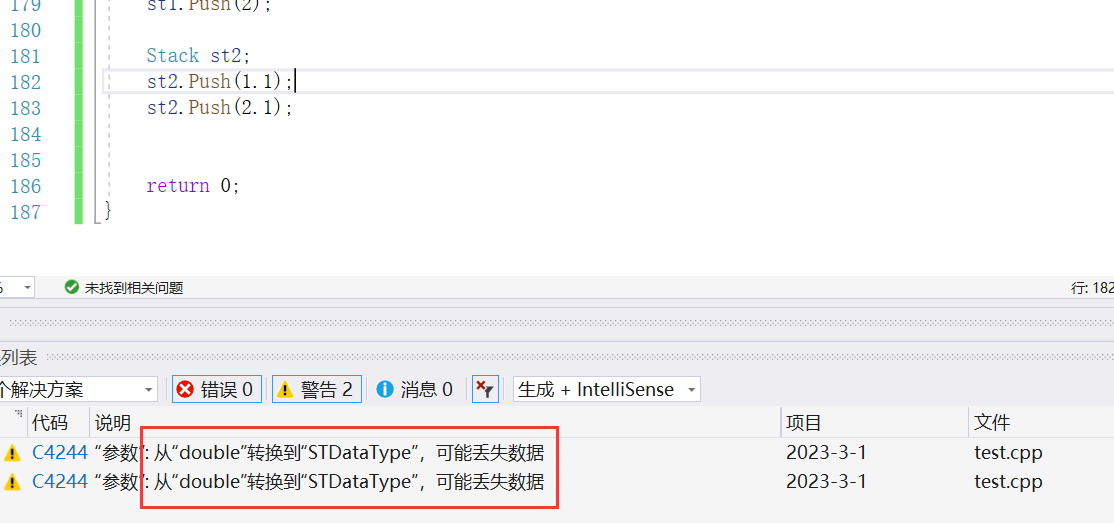 179 st1.Push(2);
180
181 Stack st2;
182 st2.Push(1.1);
183 st2.Push(2.1);
184
185
186 return 0;
187 }
% 未找到相关问题 行: 182
列表
个解决方案 错误 0 警告 2 消息 0 生成 + IntelliSense
代码 说明 项目 文件
C4244 “参数”: 从“double”转换到“STDataType”，可能丢失数据 2023-3-1 test.cpp
C4244 “参数”: 从“double”转换到“STDataType”，可能丢失数据 2023-3-1 test.cpp